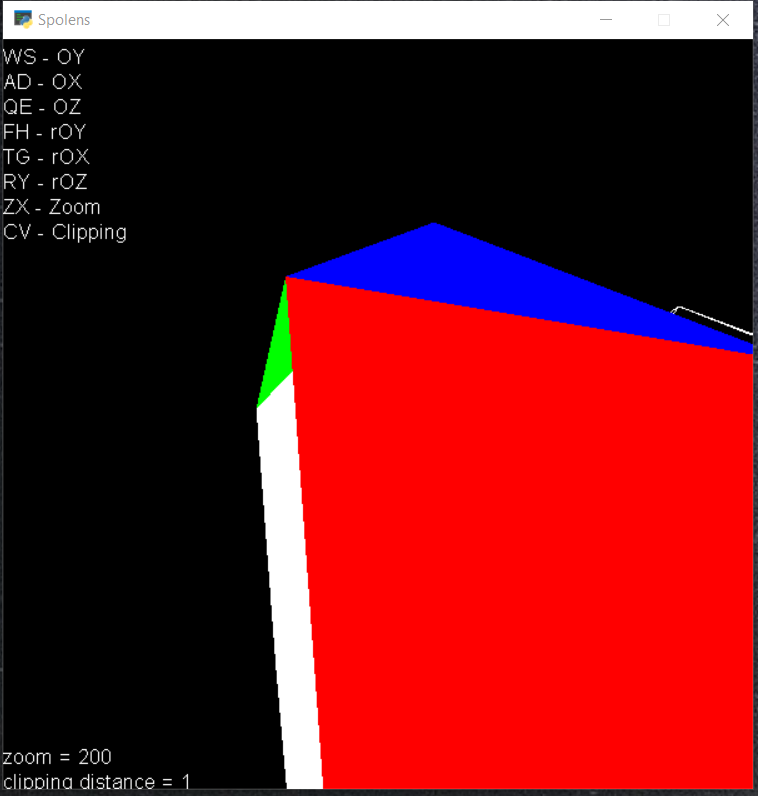 Spolens
WS - OY
AD - OX
QE - OZ
FH - rOY
TG - rOX
RY - rOZ
ZX - Zoom
CV - Clipping
zoom = 200
clipping distance = 1